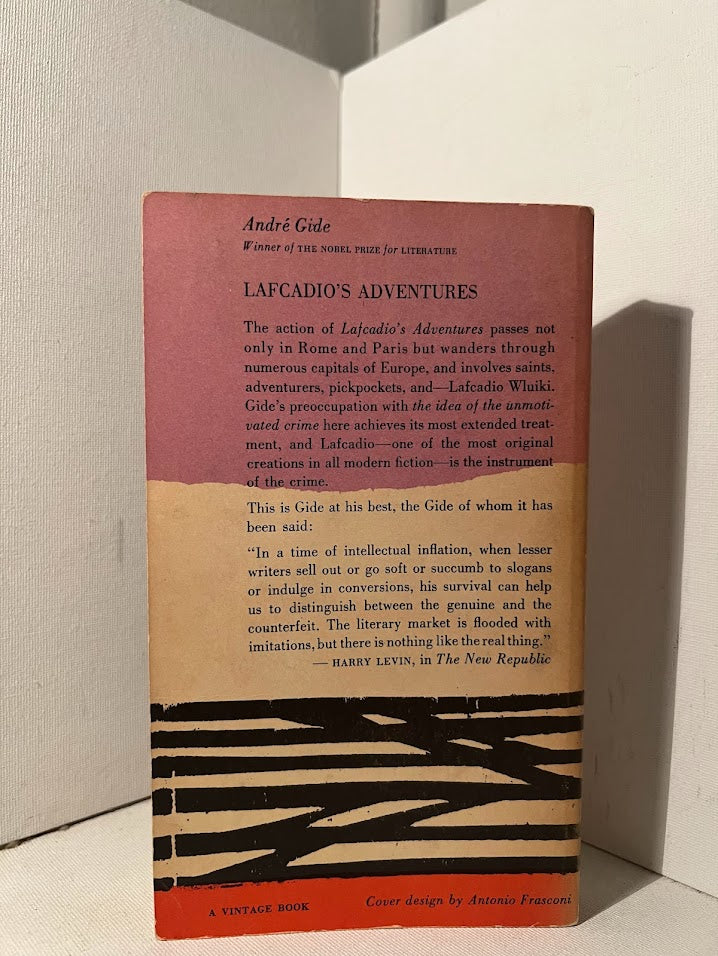 André Gide
Winner of THE NOBEL PRIZE for LITERATURE
LAFCADIO'S ADVENTURES
The action of Lafcadio's Adventures passes not
only in Rome and Paris but wanders through
numerous capitals of Europe, and involves saints,
adventurers, pickpockets, and—Lafcadio Wluiki.
Gide's preoccupation with the idea of the unmoti-
vated crime here achieves its most extended treat-
ment, and Lafcadio—one of the most original
creations in all modern fiction—is the instrument
of the crime.
This is Gide at his best, the Gide of whom it has
been said:
“In a time of intellectual inflation, when lesser
writers sell out or go soft or succumb to slogans
or indulge in conversions, his survival can help
us to distinguish between the genuine and the
counterfeit. The literary market is flooded with
imitations, but there is nothing like the real thing.”
— HARRY LEVIN, in The New Republic
A VINTAGE BOOK
Cover design by Antonio Frasconi